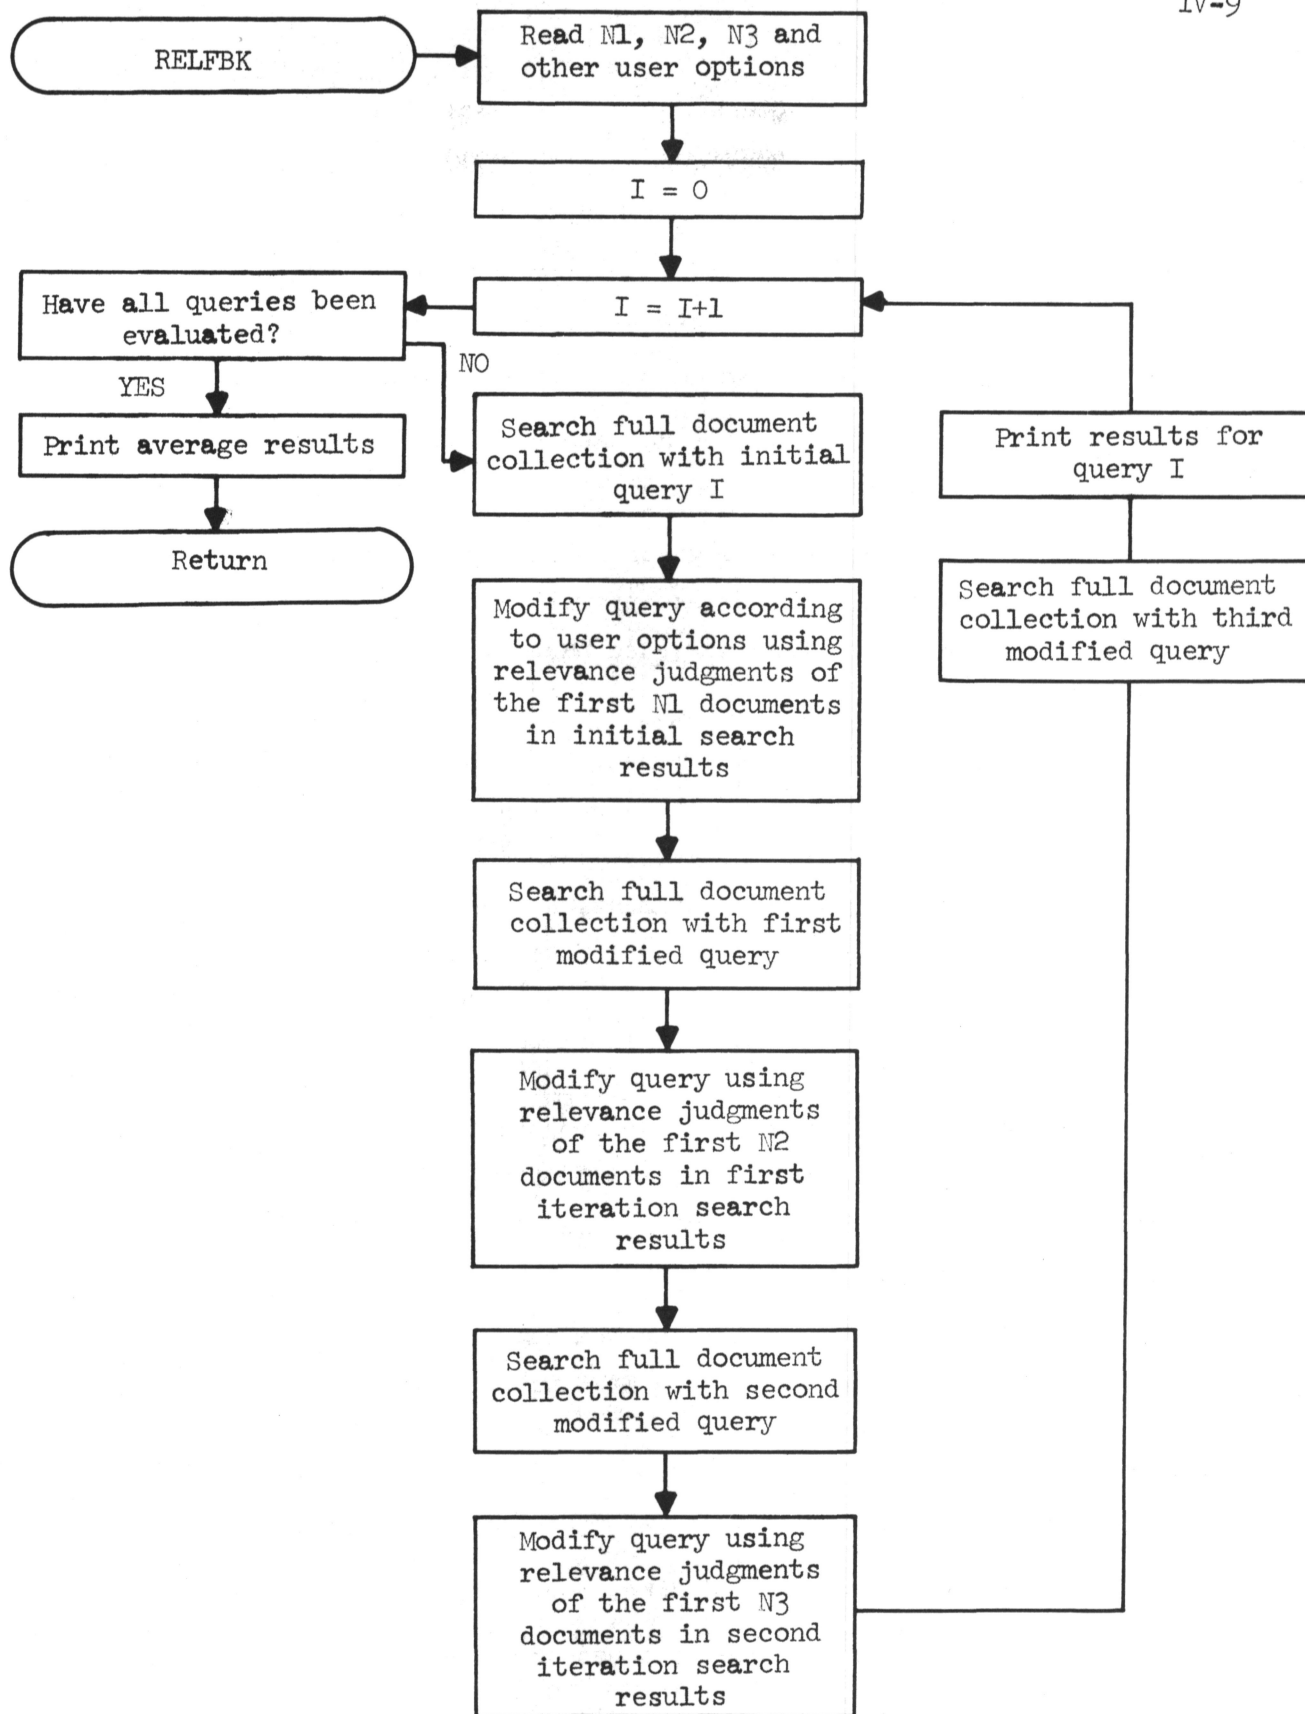 IV-9
RELFBK
Read N1, N2, N3 and
other user options
I = 0
I = I+1
Have all queries been
evaluated?
YES
NO
Print average results
Return
Search full document
collection with initial
query I
Modify query according
to user options using
relevance judgments of
the first N1 documents
in initial search
results
Search full document
collection with first
modified query
Modify query using
relevance judgments
of the first N2
documents in first
iteration search
results
Search full document
collection with second
modified query
Modify query using
relevance judgments
of the first N3
documents in second
iteration search
results
Search full document
collection with third
modified query
Print results for
query I